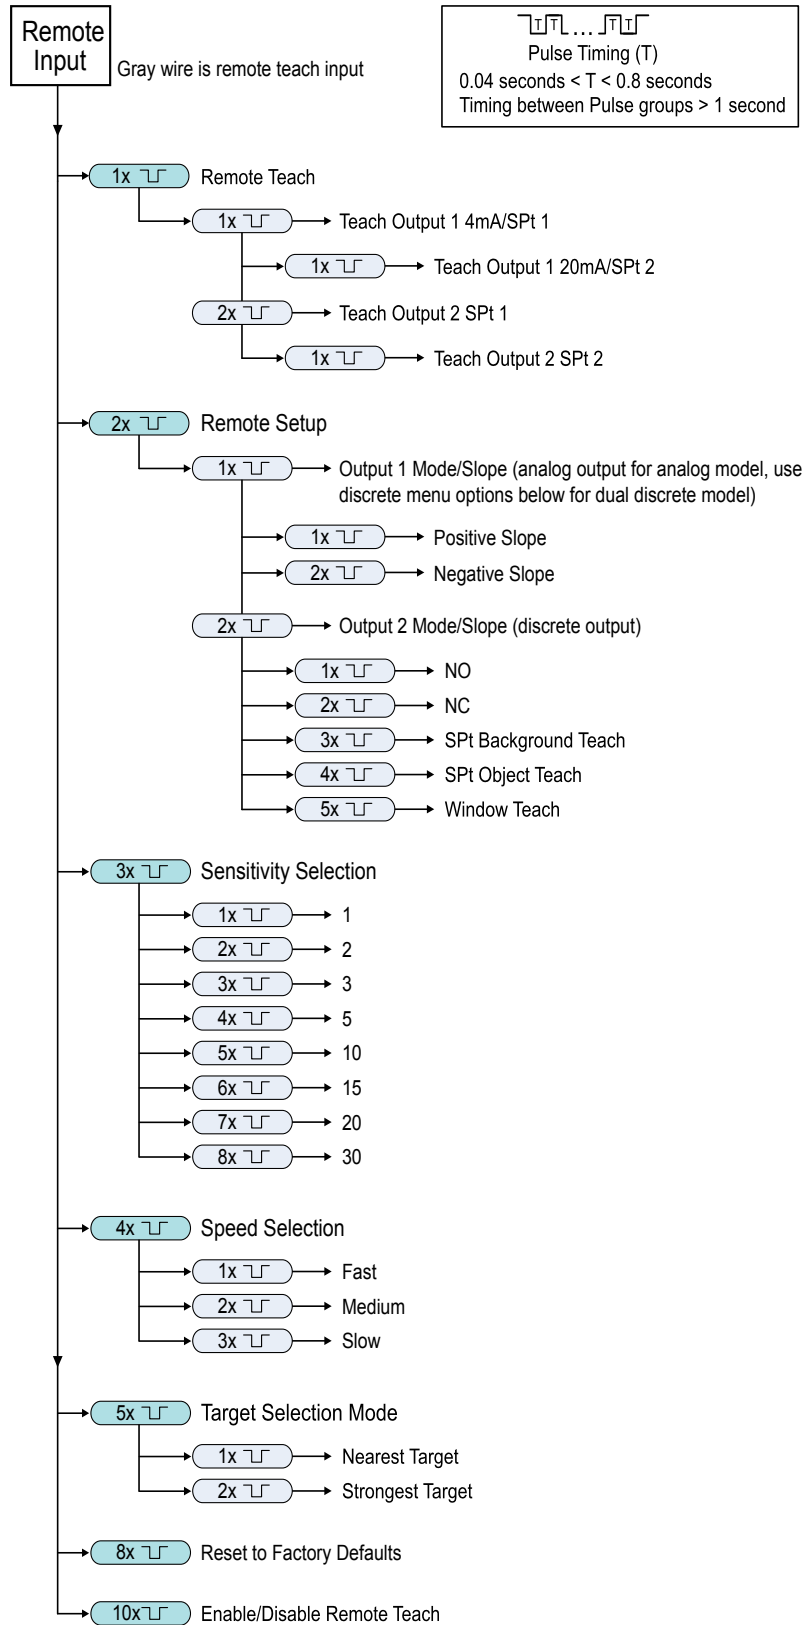 Remote
Input
Gray wire is remote teach input
T T ... T T
Pulse Timing (T)
0.04 seconds < T < 0.8 seconds
Timing between Pulse groups > 1 second
1x Remote Teach
1x Teach Output 1 4mA/SPt 1
1x Teach Output 1 20mA/SPt 2
2x Teach Output 2 SPt 1
1x Teach Output 2 SPt 2
2x Remote Setup
1x Output 1 Mode/Slope (analog output for analog model, use
discrete menu options below for dual discrete model)
1x Positive Slope
2x Negative Slope
2x Output 2 Mode/Slope (discrete output)
1x NO
2x NC
3x SPt Background Teach
4x SPt Object Teach
5x Window Teach
3x Sensitivity Selection
1x 1
2x 2
3x 3
4x 5
5x 10
6x 15
7x 20
8x 30
4x Speed Selection
1x Fast
2x Medium
3x Slow
5x Target Selection Mode
1x Nearest Target
2x Strongest Target
8x Reset to Factory Defaults
10x Enable/Disable Remote Teach